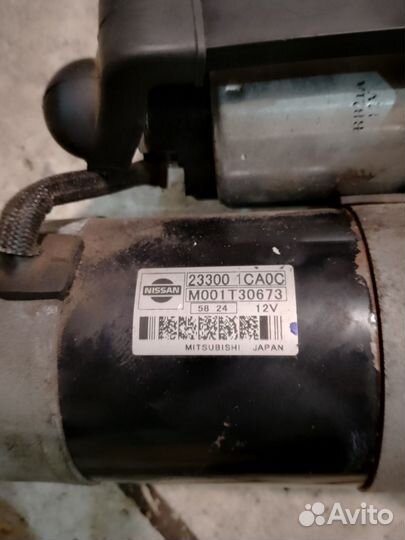 NISSAN
23300 1CA0C
M001T30673
58 24 12V
MITSUBISHI JAPAN
Avito